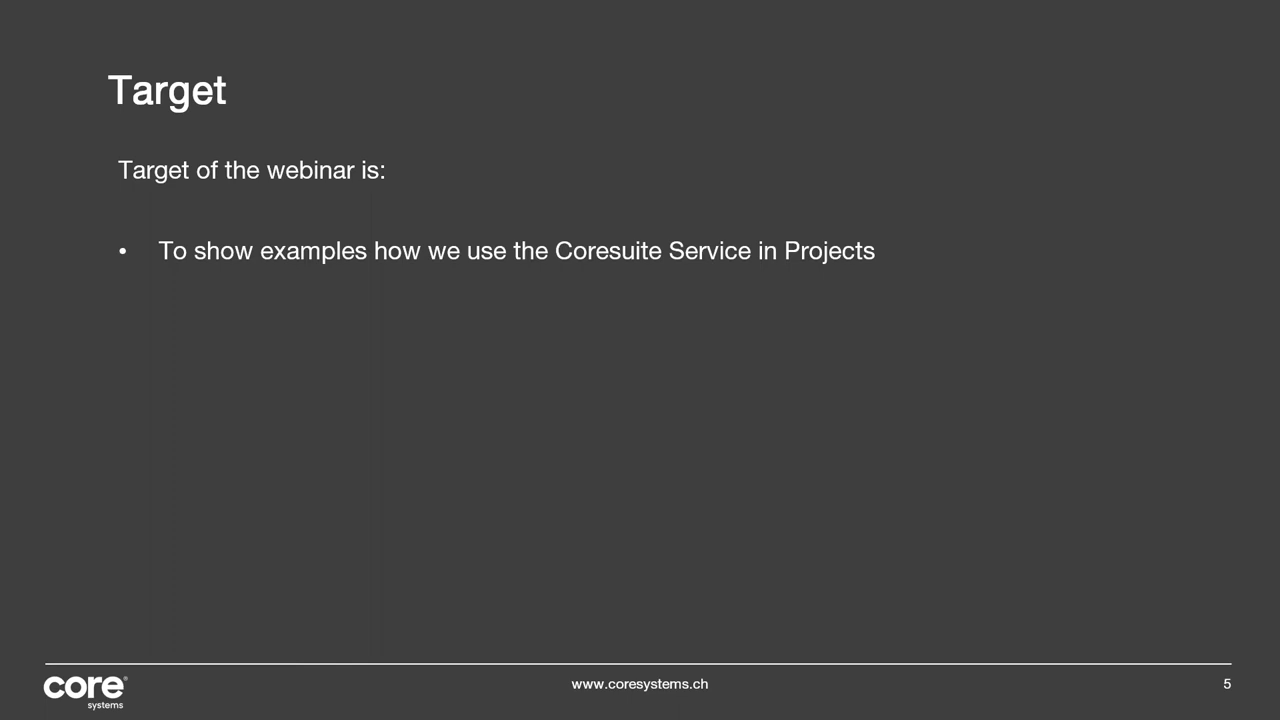 Target
Target of the webinar is:
• To show examples how we use the Coresuite Service in Projects
core®
systems
www.coresystems.ch
5